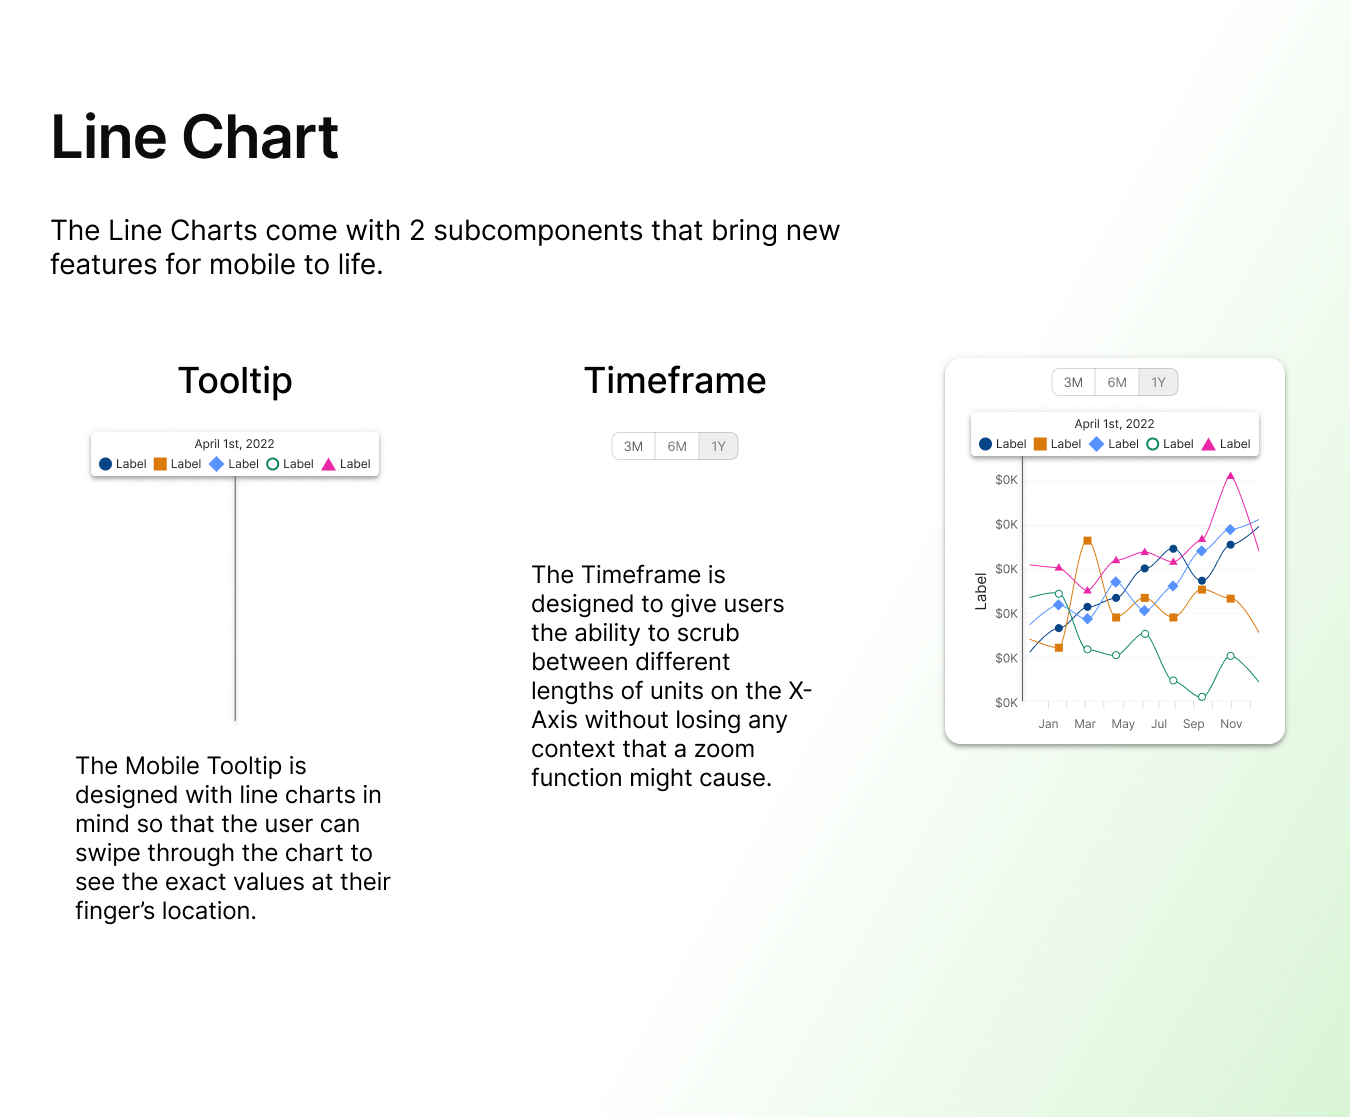 Line Chart
The Line Charts come with 2 subcomponents that bring new
features for mobile to life.
Tooltip
April 1st, 2022
Label Label Label Label Label
The Mobile Tooltip is
designed with line charts in
mind so that the user can
swipe through the chart to
see the exact values at their
finger’s location.
Timeframe
3M 6M 1Y
The Timeframe is
designed to give users
the ability to scrub
between different
lengths of units on the X-
Axis without losing any
context that a zoom
function might cause.
3M 6M 1Y
April 1st, 2022
Label Label Label Label Label
$0K
$0K
$0K
$0K
$0K
$0K
Label
Jan Mar May Jul Sep Nov